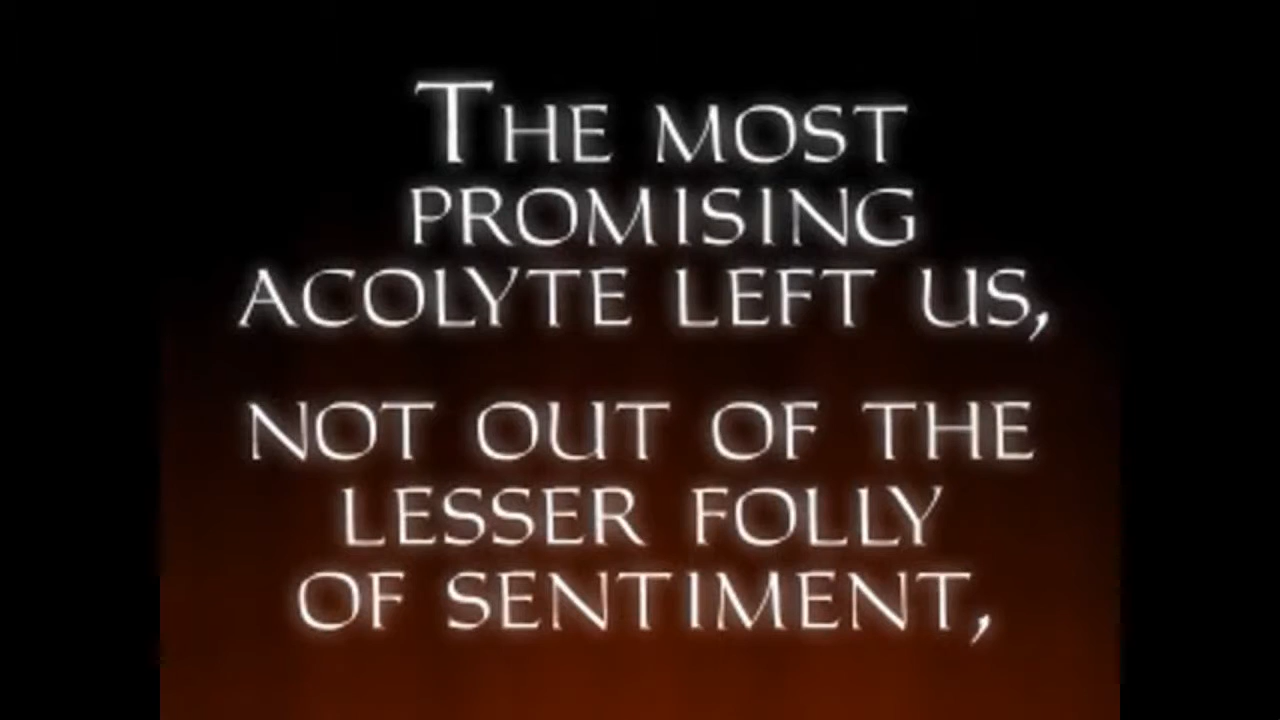 The most
promising
acolyte left us,
not out of the
lesser folly
of sentiment,